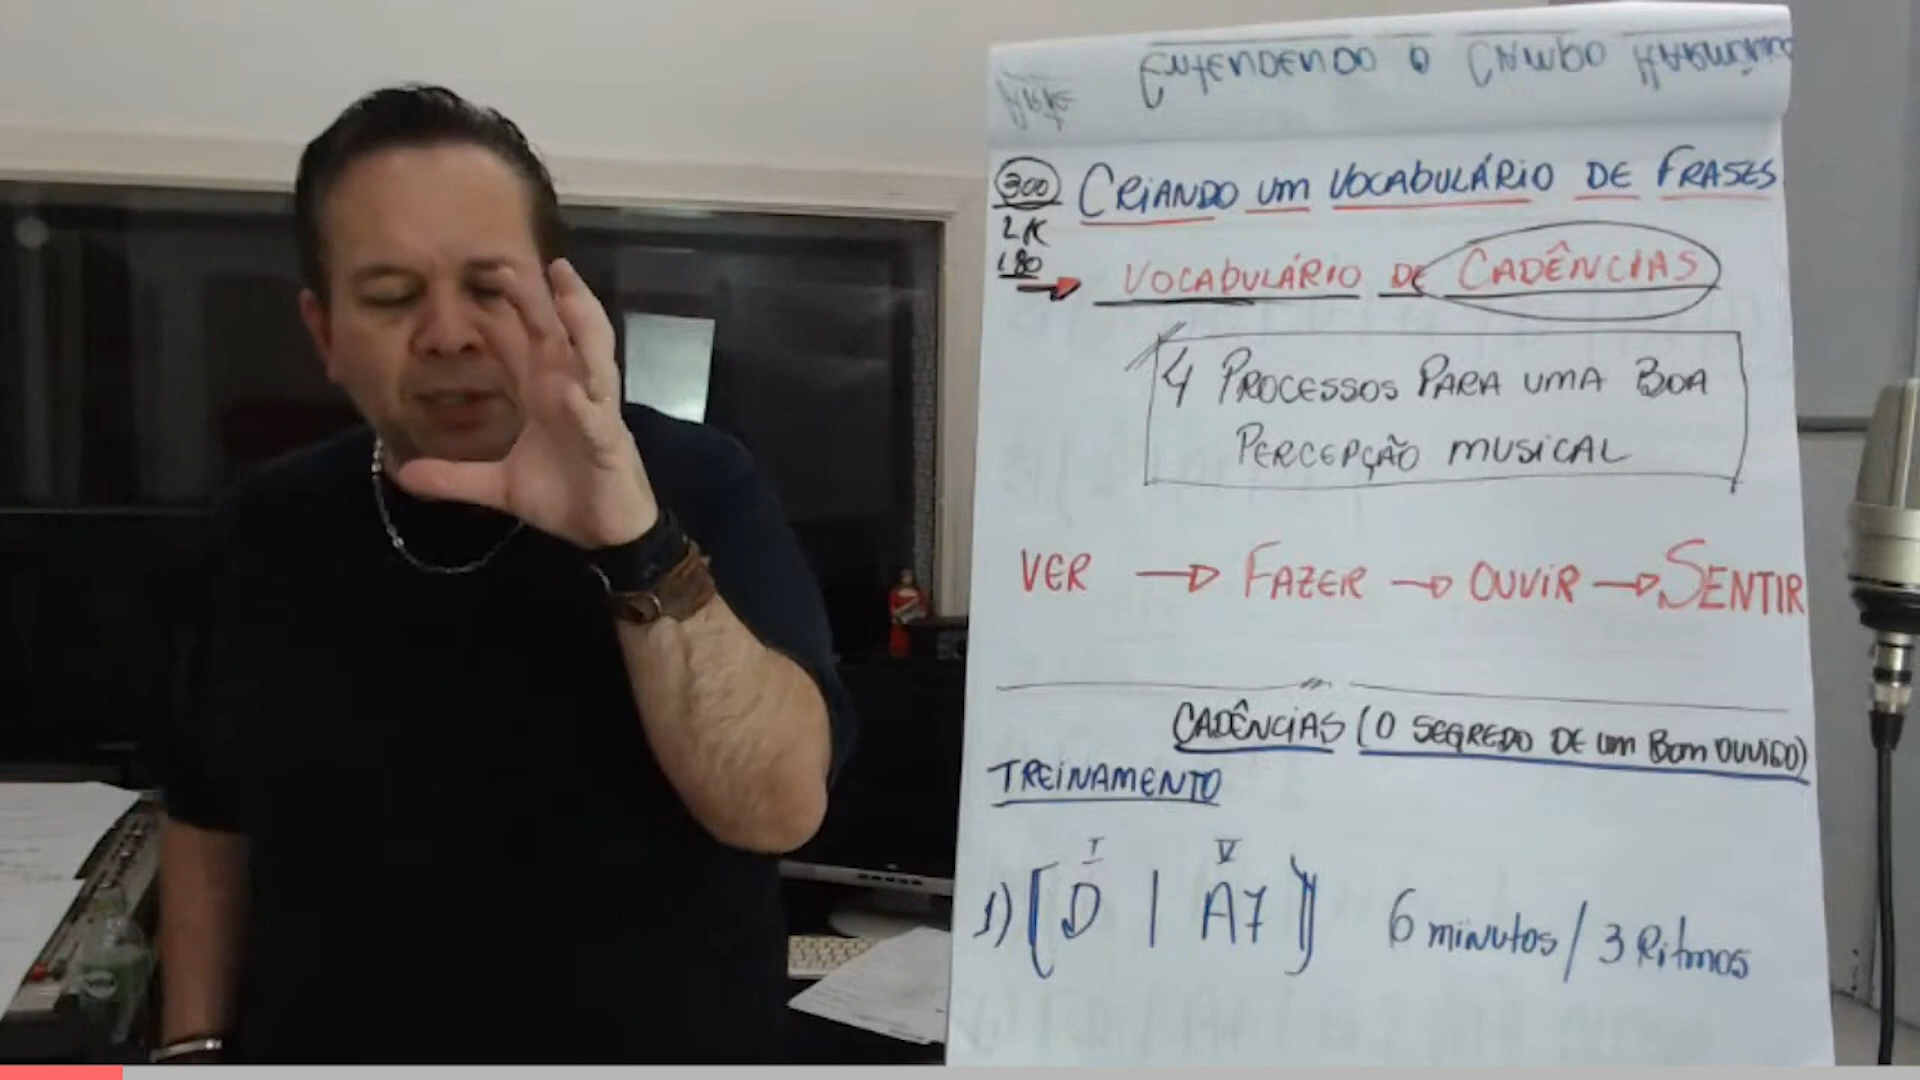 ENTENDENDO O CAMPO HARMÔNICO
300 CRIANDO UM VOCABULÁRIO DE FRASES
2K
180
VOCABULÁRIO DE CADÊNCIAS
4 PROCESSOS PARA UMA BOA
PERCEPÇÃO MUSICAL
VER → FAZER → OUVIR → SENTIR
CADÊNCIAS (O SEGREDO DE UM BOM OUVIDO)
TREINAMENTO
I V
1) [D | A7] 6 minutos / 3 Ritmos